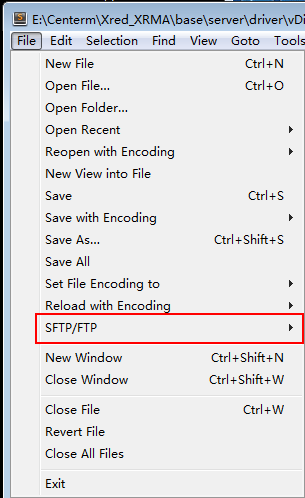 E:\Centerm\Xred_XRMA\base\server\driver\vDi
File Edit Selection Find View Goto Tools
New File Ctrl+N
Open File... Ctrl+O
Open Folder...
Open Recent
Reopen with Encoding
New View into File
Save Ctrl+S
Save with Encoding
Save As... Ctrl+Shift+S
Save All
Set File Encoding to
Reload with Encoding
SFTP/FTP
New Window Ctrl+Shift+N
Close Window Ctrl+Shift+W
Close File Ctrl+W
Revert File
Close All Files
Exit